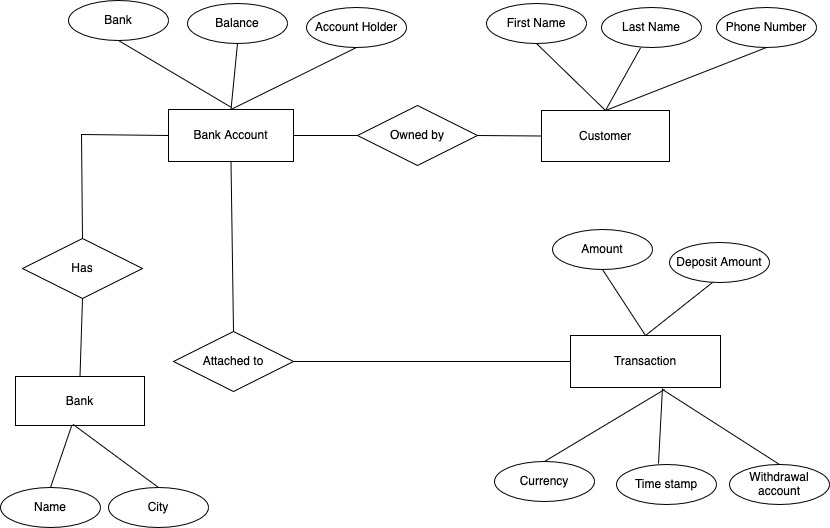 Bank
Balance
Account Holder
First Name
Last Name
Phone Number
Bank Account
Owned by
Customer
Amount
Deposit Amount
Has
Attached to
Transaction
Bank
Currency
Time stamp
Withdrawal
account
Name
City